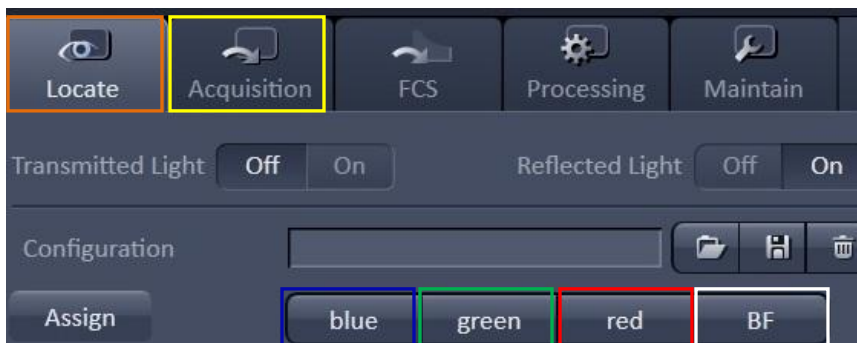 Locate Acquisition FCS Processing Maintain
Transmitted Light Off On Reflected Light Off On
Configuration
Assign blue green red BF